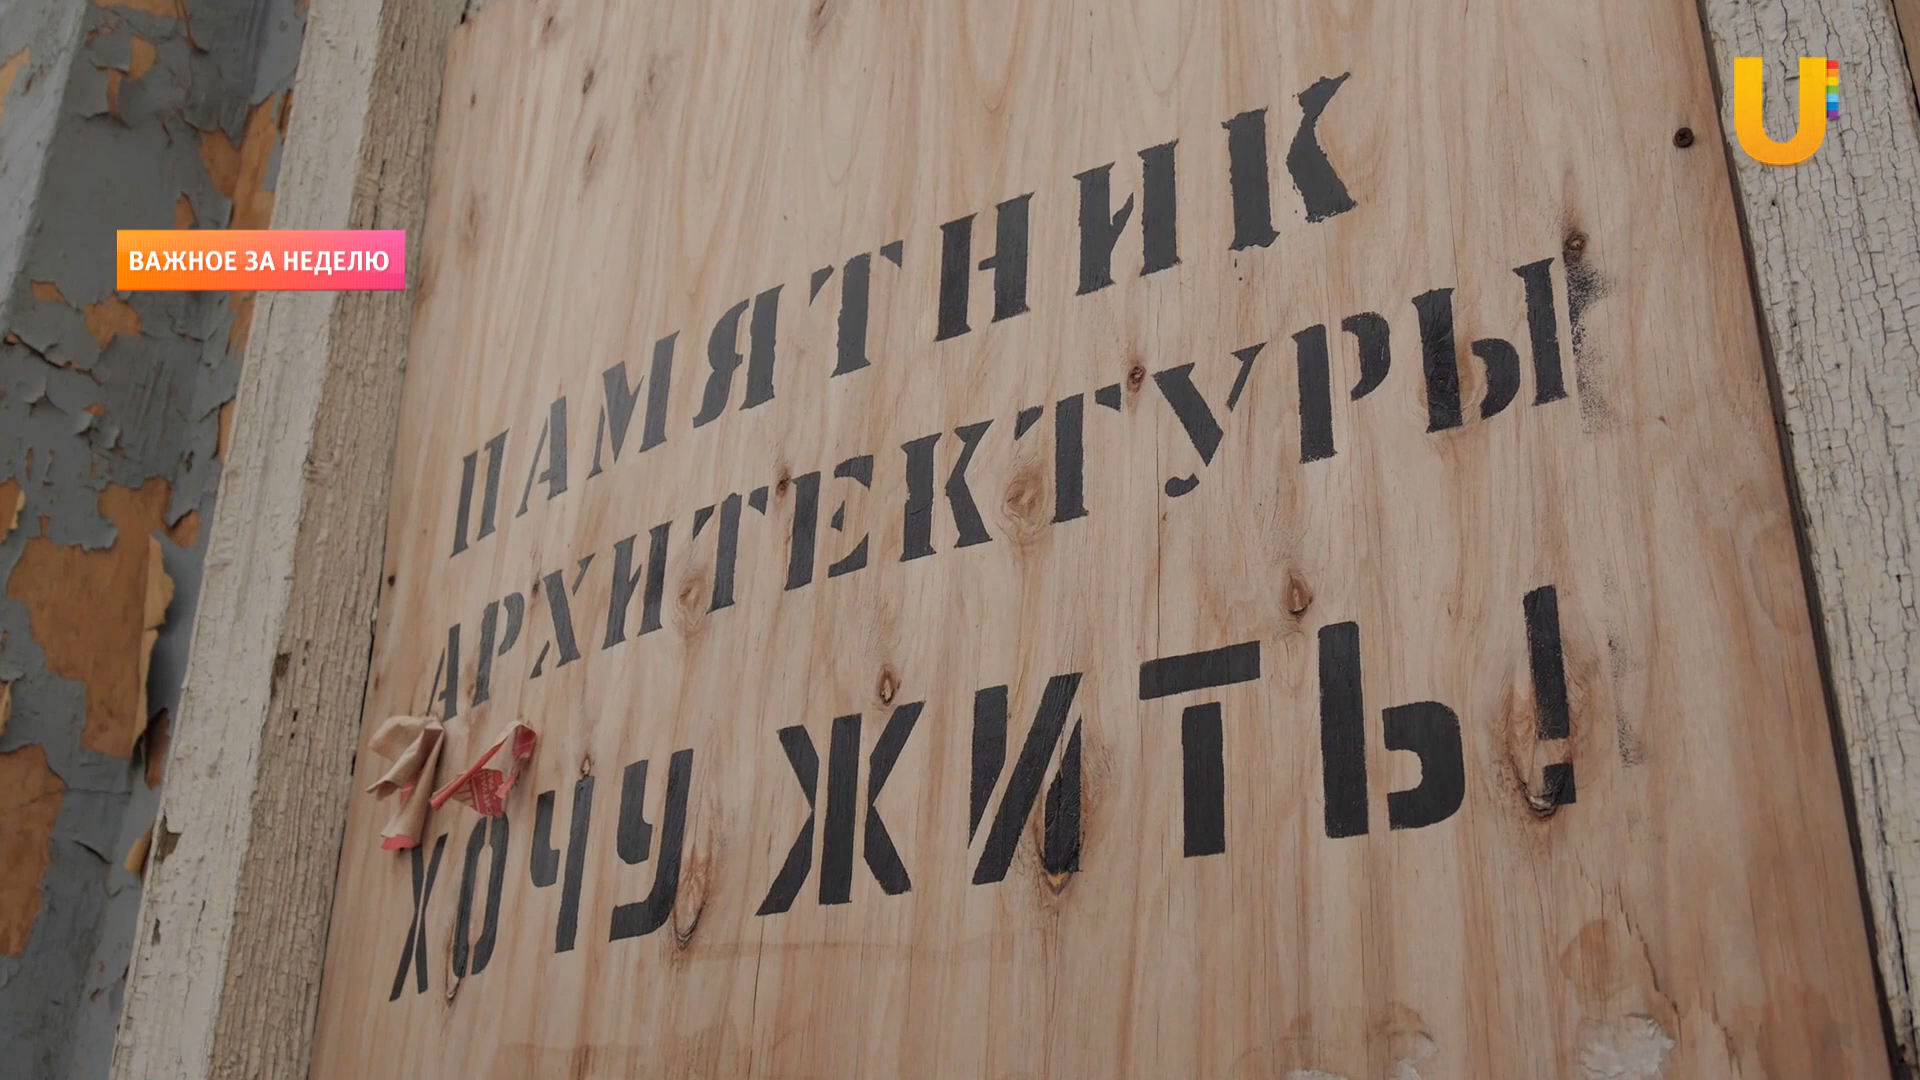 U
ВАЖНОЕ ЗА НЕДЕЛЮ
ПАМЯТНИК
АРХИТЕКТУРЫ
ХОЧУ ЖИТЬ!